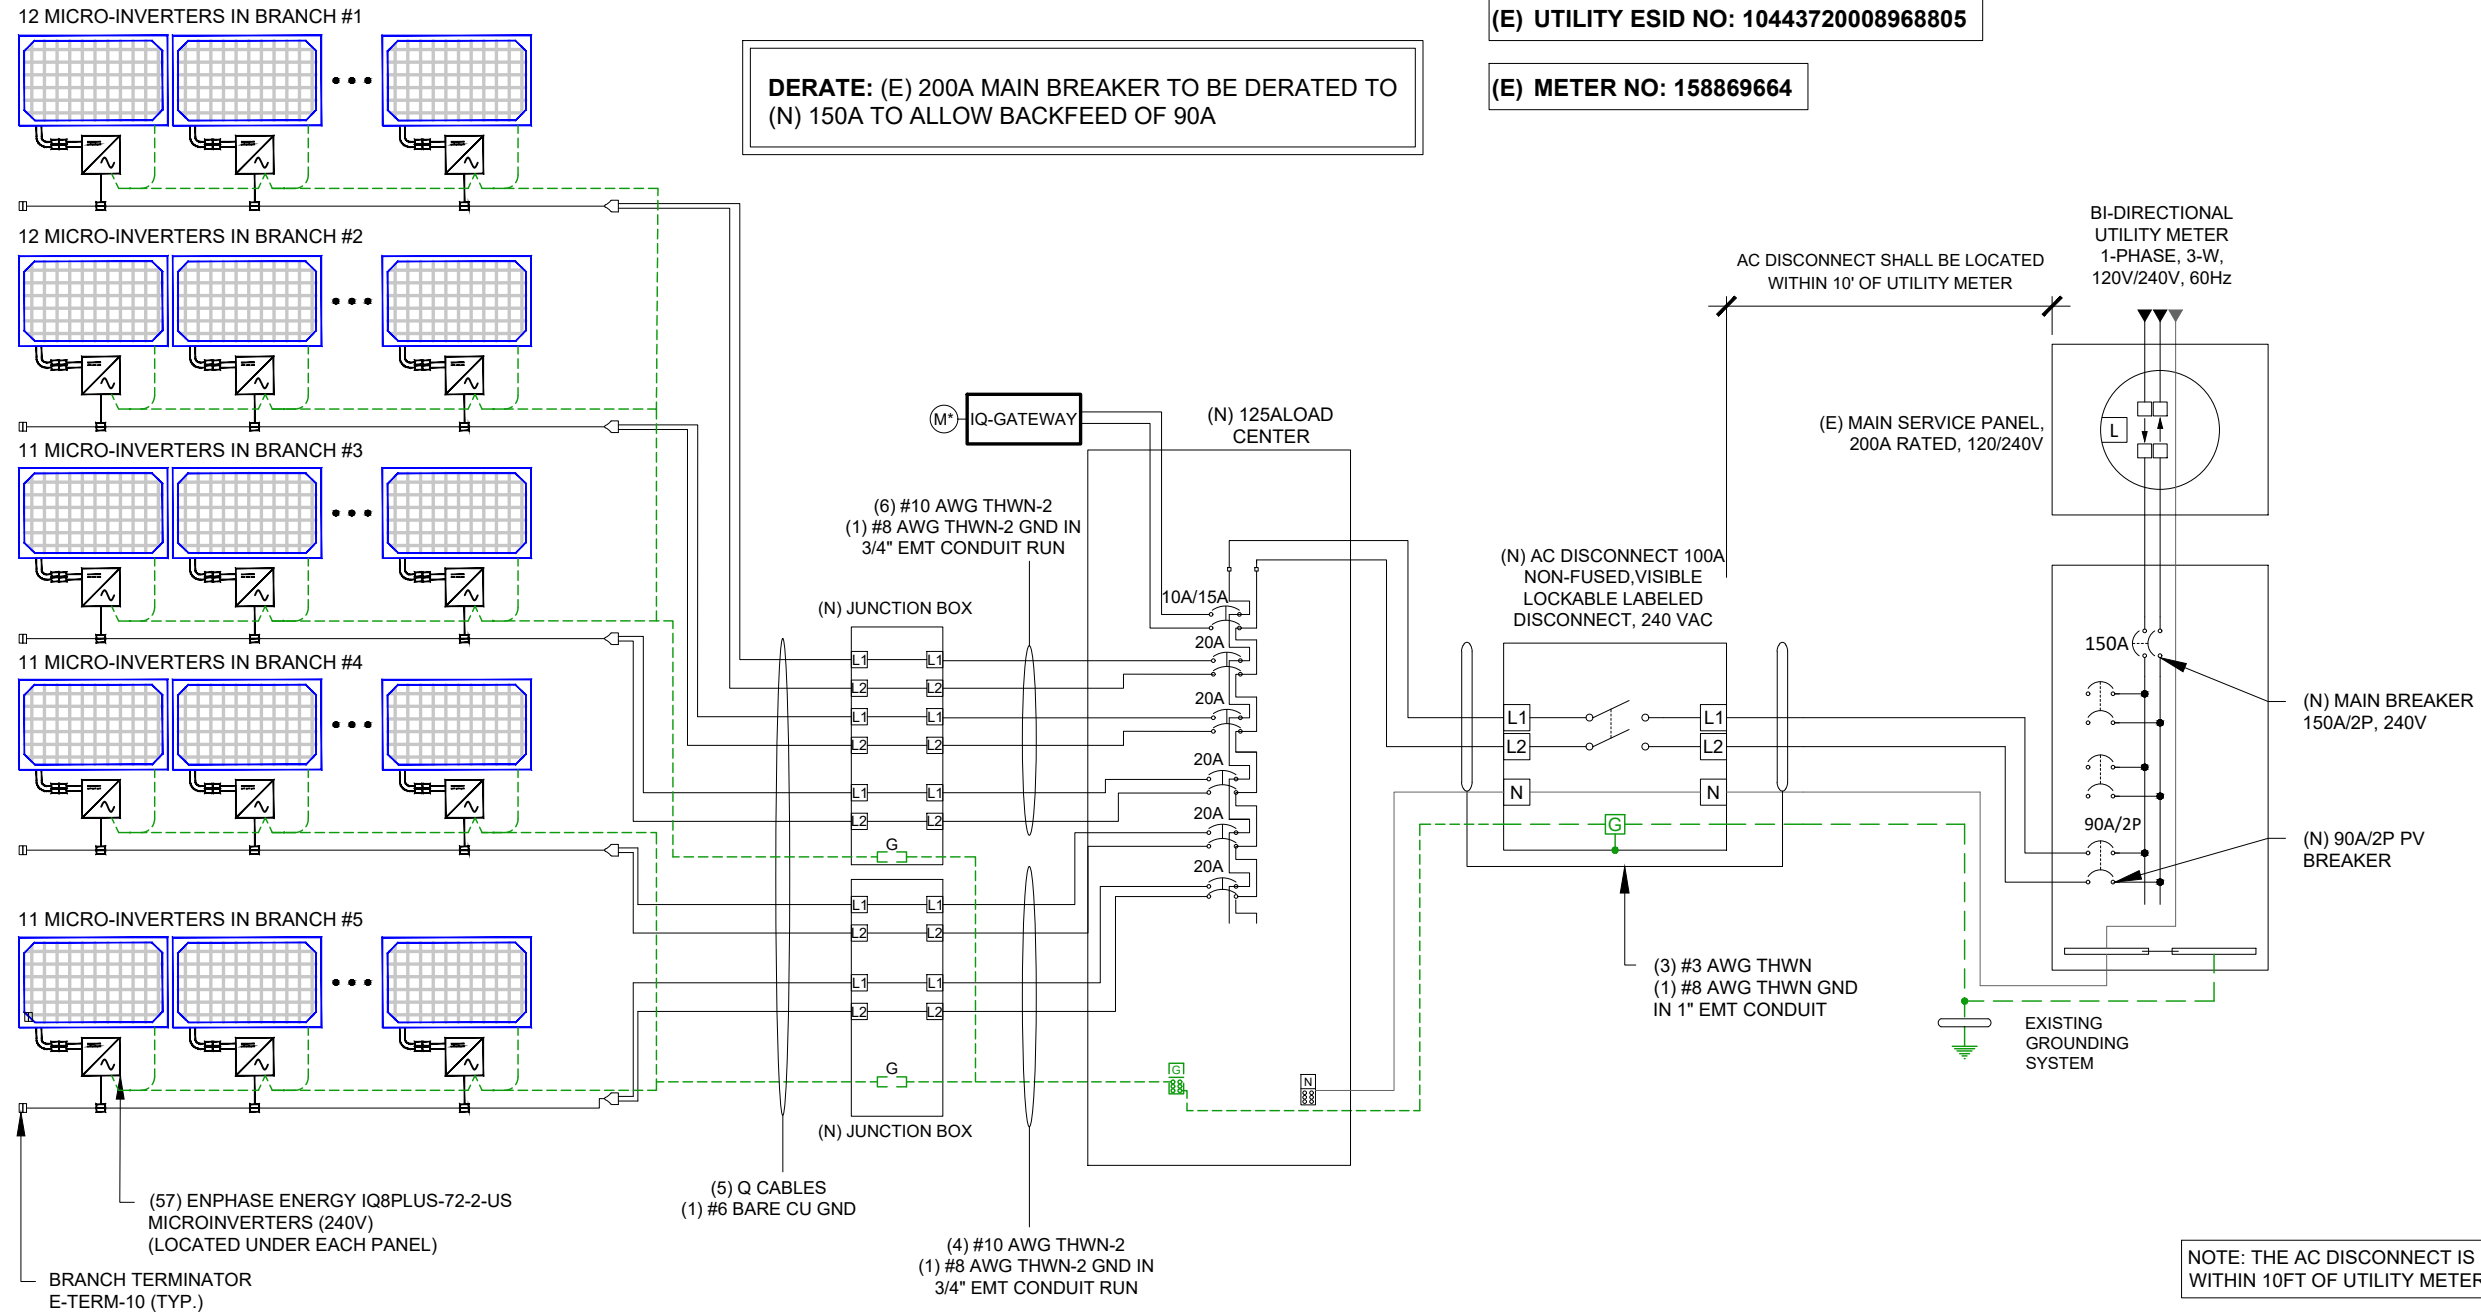 12 MICRO-INVERTERS IN BRANCH #1
(E) UTILITY ESID NO: 10443720008968805
DERATE: (E) 200A MAIN BREAKER TO BE DERATED TO
(N) 150A TO ALLOW BACKFEED OF 90A
(E) METER NO: 158869664
12 MICRO-INVERTERS IN BRANCH #2
11 MICRO-INVERTERS IN BRANCH #3
11 MICRO-INVERTERS IN BRANCH #4
11 MICRO-INVERTERS IN BRANCH #5
(57) ENPHASE ENERGY IQ8PLUS-72-2-US
MICROINVERTERS (240V)
(LOCATED UNDER EACH PANEL)
BRANCH TERMINATOR
E-TERM-10 (TYP.)
(5) Q CABLES
(1) #6 BARE CU GND
(N) JUNCTION BOX
L1 L1
L2 L2
L1 L1
L2 L2
L1 L1
L2 L2
G
L1 L1
L2 L2
L1 L1
L2 L2
G
(N) JUNCTION BOX
(6) #10 AWG THWN-2
(1) #8 AWG THWN-2 GND IN
3/4" EMT CONDUIT RUN
(4) #10 AWG THWN-2
(1) #8 AWG THWN-2 GND IN
3/4" EMT CONDUIT RUN
M*
IQ-GATEWAY
(N) 125ALOAD
CENTER
10A/15A
20A
20A
20A
20A
20A
G
N
(N) AC DISCONNECT 100A
NON-FUSED,VISIBLE
LOCKABLE LABELED
DISCONNECT, 240 VAC
L1 L1
L2 L2
N N
G
(3) #3 AWG THWN
(1) #8 AWG THWN GND
IN 1" EMT CONDUIT
AC DISCONNECT SHALL BE LOCATED
WITHIN 10' OF UTILITY METER
BI-DIRECTIONAL
UTILITY METER
1-PHASE, 3-W,
120V/240V, 60Hz
(E) MAIN SERVICE PANEL,
200A RATED, 120/240V
L
150A
(N) MAIN BREAKER
150A/2P, 240V
90A/2P
(N) 90A/2P PV
BREAKER
EXISTING
GROUNDING
SYSTEM
NOTE: THE AC DISCONNECT IS
WITHIN 10FT OF UTILITY METER